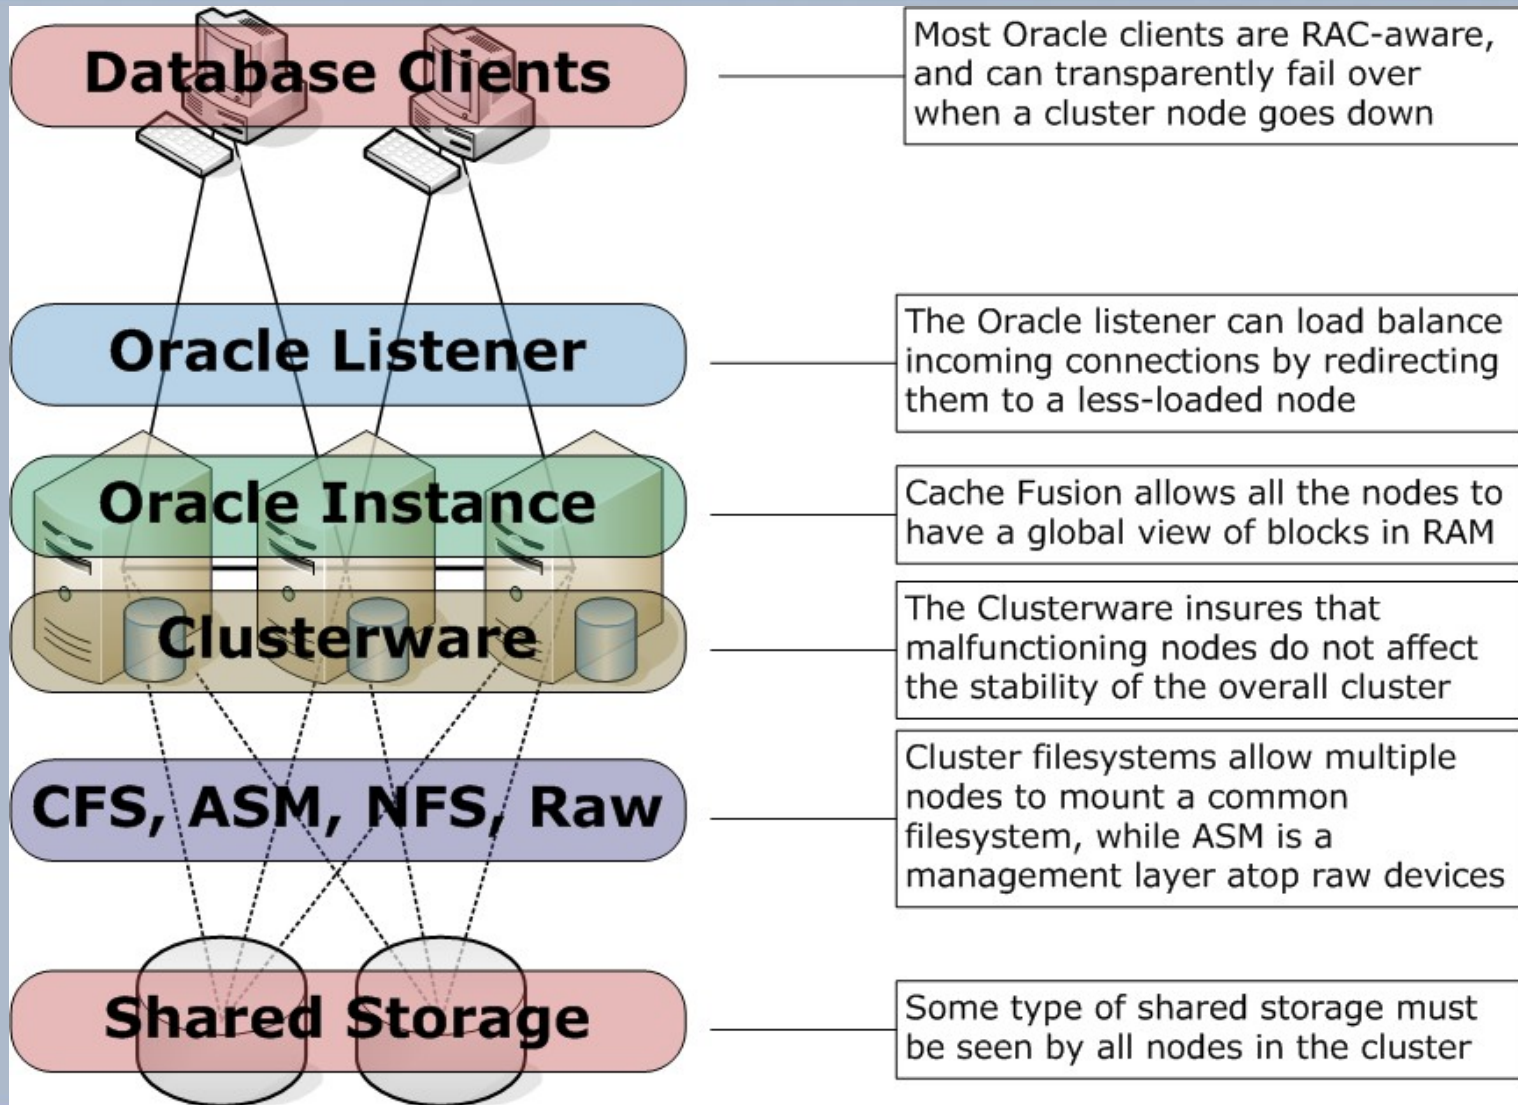 Database Clients
Most Oracle clients are RAC-aware,
and can transparently fail over
when a cluster node goes down
Oracle Listener
The Oracle listener can load balance
incoming connections by redirecting
them to a less-loaded node
Oracle Instance
Cache Fusion allows all the nodes to
have a global view of blocks in RAM
Clusterware
The Clusterware insures that
malfunctioning nodes do not affect
the stability of the overall cluster
CFS, ASM, NFS, Raw
Cluster filesystems allow multiple
nodes to mount a common
filesystem, while ASM is a
management layer atop raw devices
Shared Storage
Some type of shared storage must
be seen by all nodes in the cluster